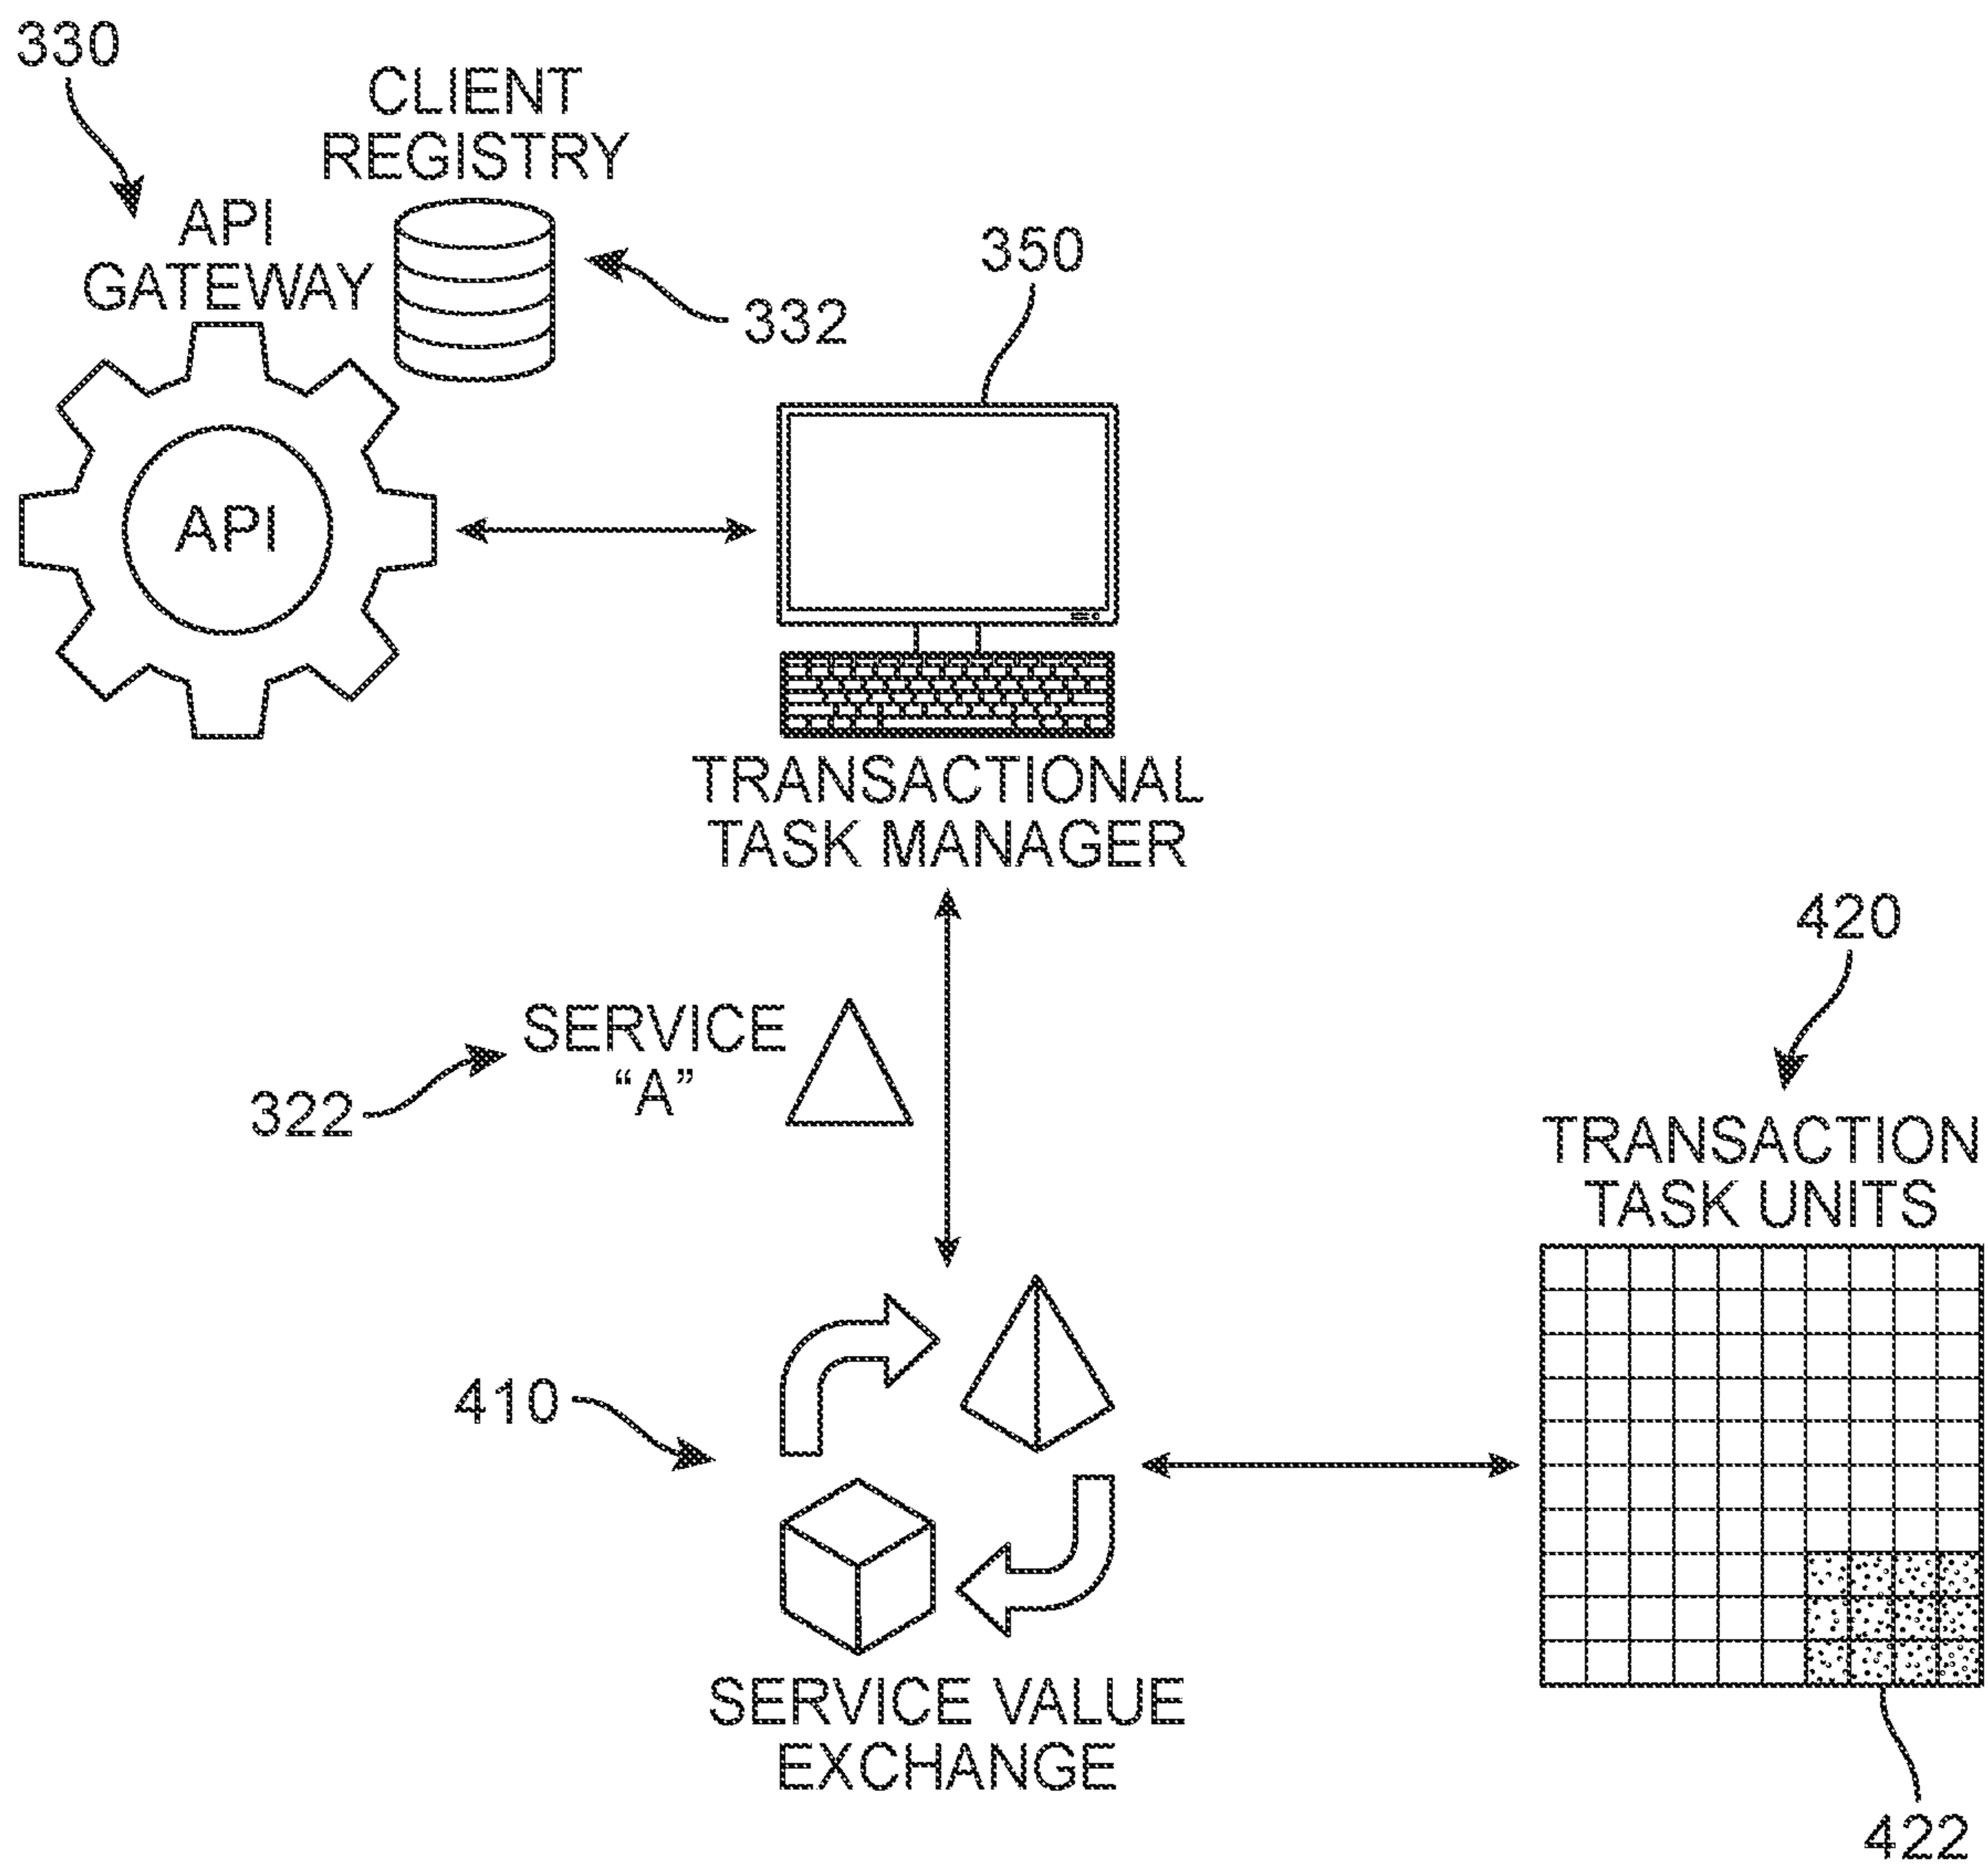 330
CLIENT
REGISTRY
API
GATEWAY
332
350
API
TRANSACTIONAL
TASK MANAGER
420
SERVICE
“A”
322
TRANSACTION
TASK UNITS
410
SERVICE VALUE
EXCHANGE
422